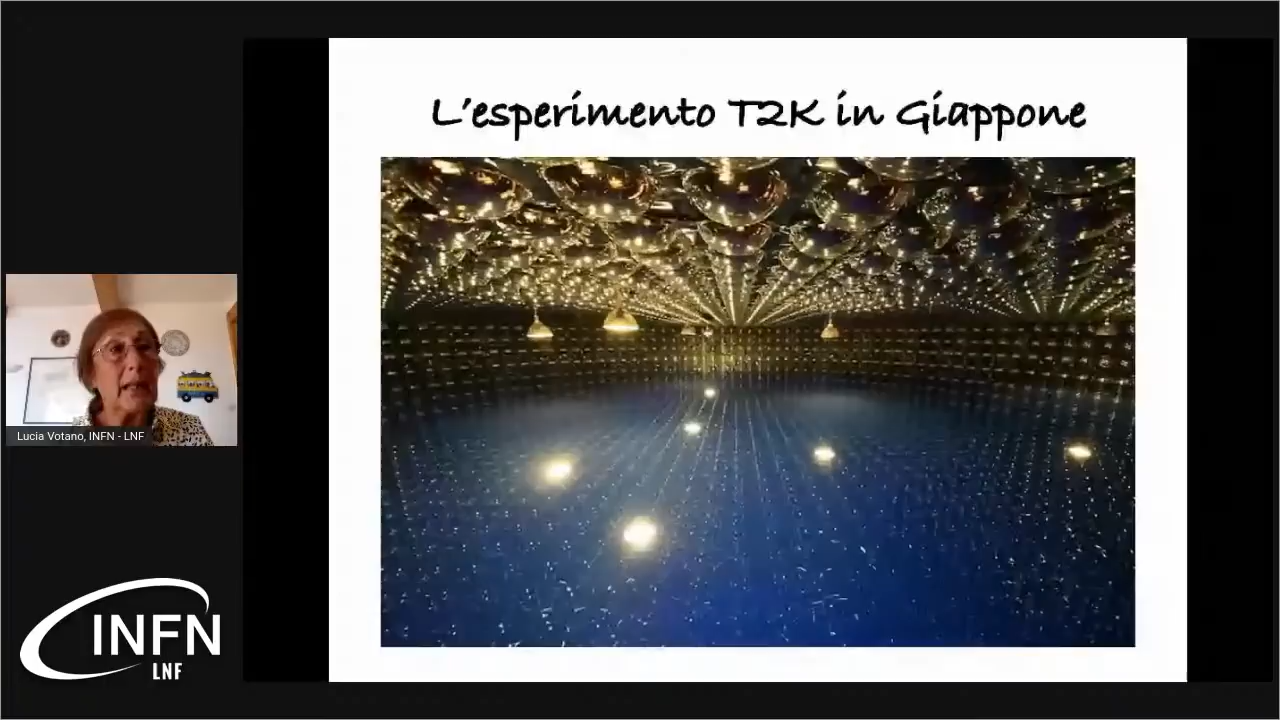 L'esperimento T2K in Giappone
Lucia Votano, INFN - LNF
INFN
LNF